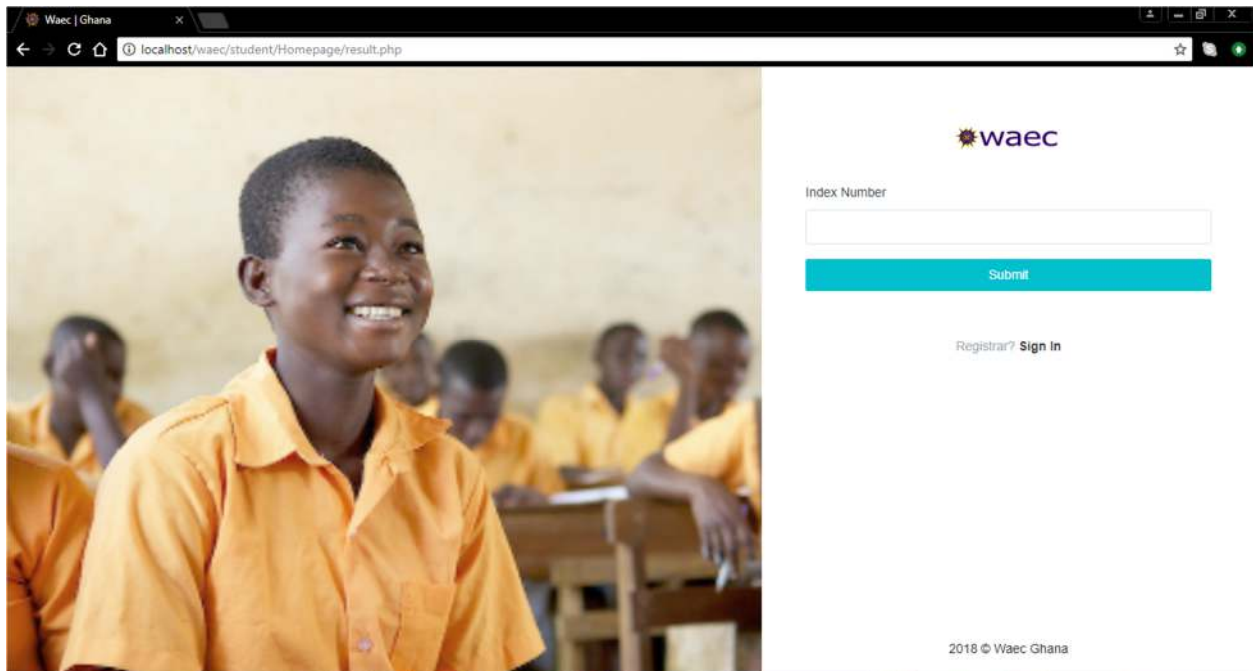 Waec | Ghana
localhost/waec/student/Homepage/result.php
waec
Index Number
Submit
Registrar? Sign In
2018 © Waec Ghana